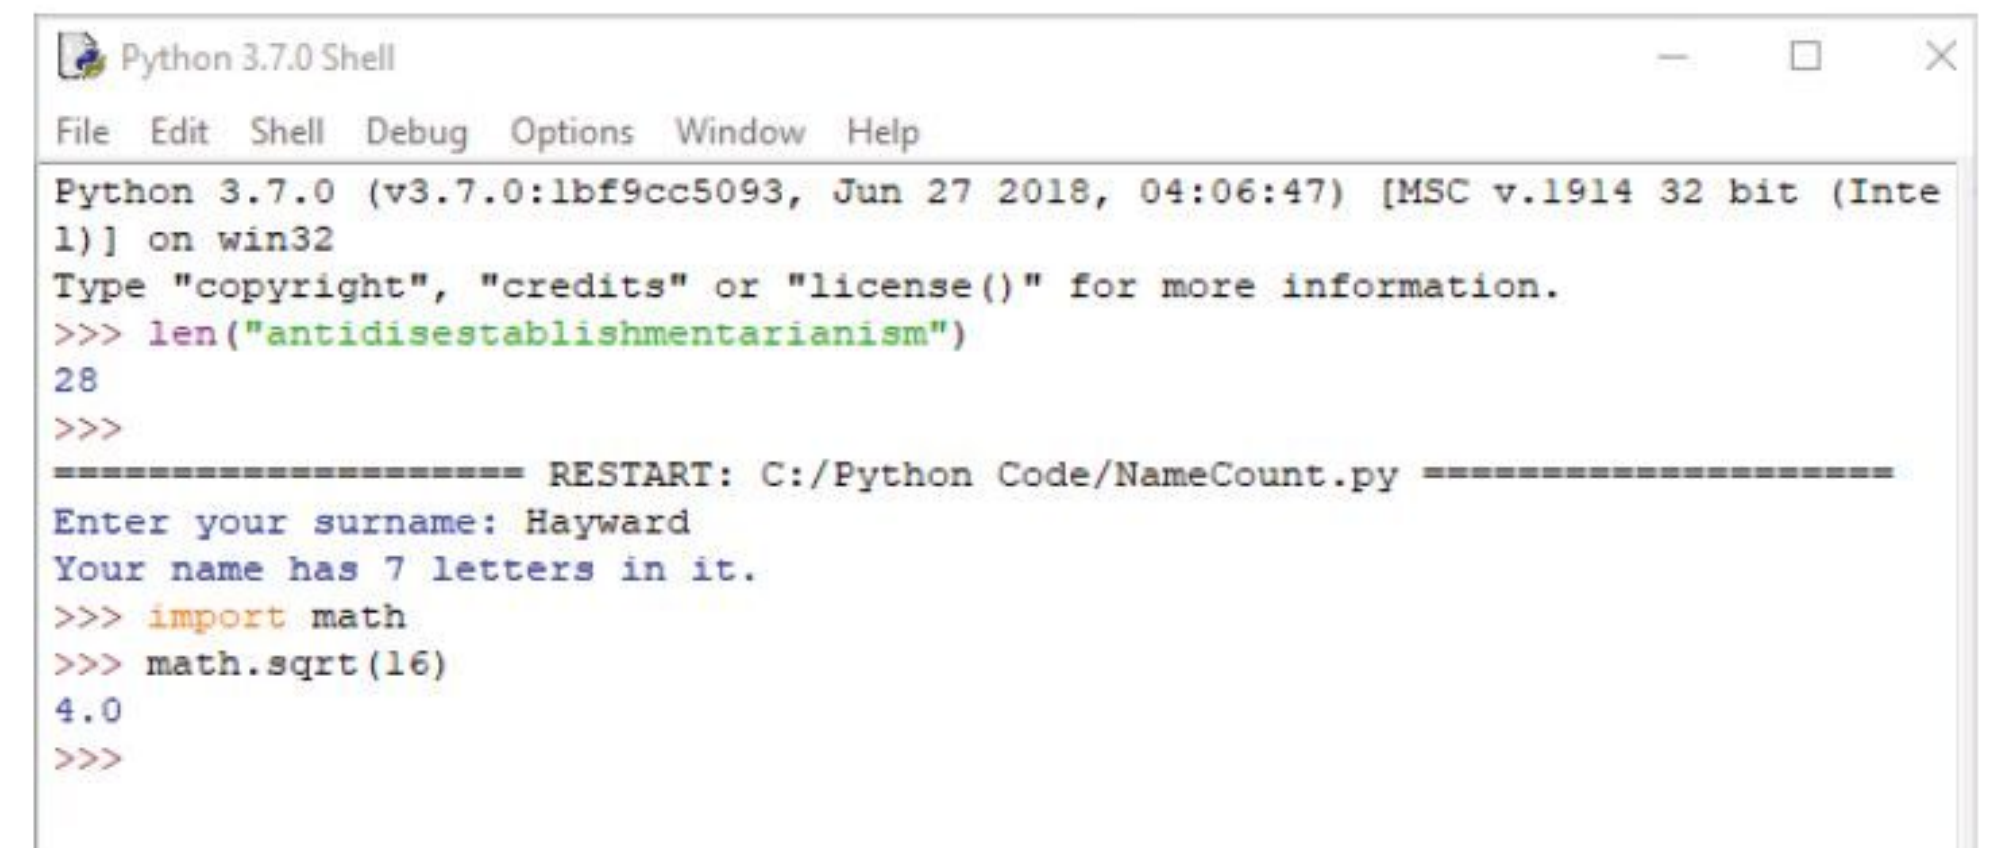 Python 3.7.0 Shell
File Edit Shell Debug Options Window Help
Python 3.7.0 (v3.7.0:1bf9cc5093, Jun 27 2018, 04:06:47) [MSC v.1914 32 bit (Inte
l)] on win32
Type "copyright", "credits" or "license()" for more information.
>>> len("antidisestablishmentarianism")
28
>>>
==================== RESTART: C:/Python Code/NameCount.py ====================
Enter your surname: Hayward
Your name has 7 letters in it.
>>> import math
>>> math.sqrt(16)
4.0
>>>